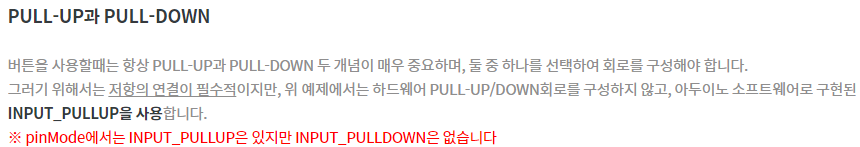 PULL-UP과 PULL-DOWN
버튼을 사용할때는 항상 PULL-UP과 PULL-DOWN 두 개념이 매우 중요하며, 둘 중 하나를 선택하여 회로를 구성해야 합니다.
그러기 위해서는 저항의 연결이 필수적이지만, 위 예제에서는 하드웨어 PULL-UP/DOWN회로를 구성하지 않고, 아두이노 소프트웨어로 구현된
INPUT_PULLUP을 사용합니다.
※ pinMode에서는 INPUT_PULLUP은 있지만 INPUT_PULLDOWN은 없습니다